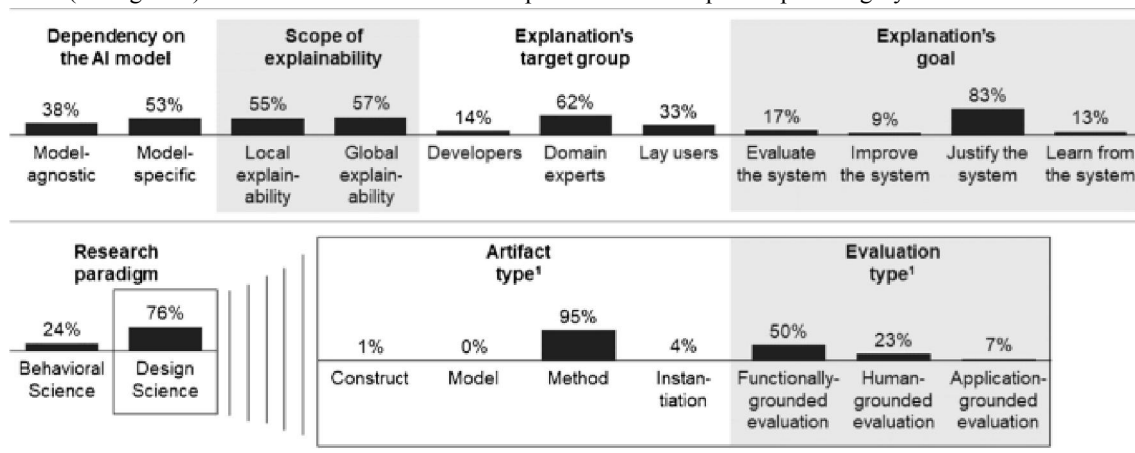 Dependency on the AI model
Scope of explainability
Explanation's target group
Explanation's goal
38% 53% 55% 57% 14% 62% 33% 17% 9% 83% 13%
Model-agnostic
Model-specific
Local explain-ability
Global explain-ability
Developers
Domain experts
Lay users
Evaluate the system
Improve the system
Justify the system
Learn from the system
Research paradigm
Artifact type¹
Evaluation type¹
24% 76% 1% 0% 95% 4% 50% 23% 7%
Behavioral Science
Design Science
Construct
Model
Method
Instan-tiation
Functionally-grounded evaluation
Human-grounded evaluation
Application-grounded evaluation